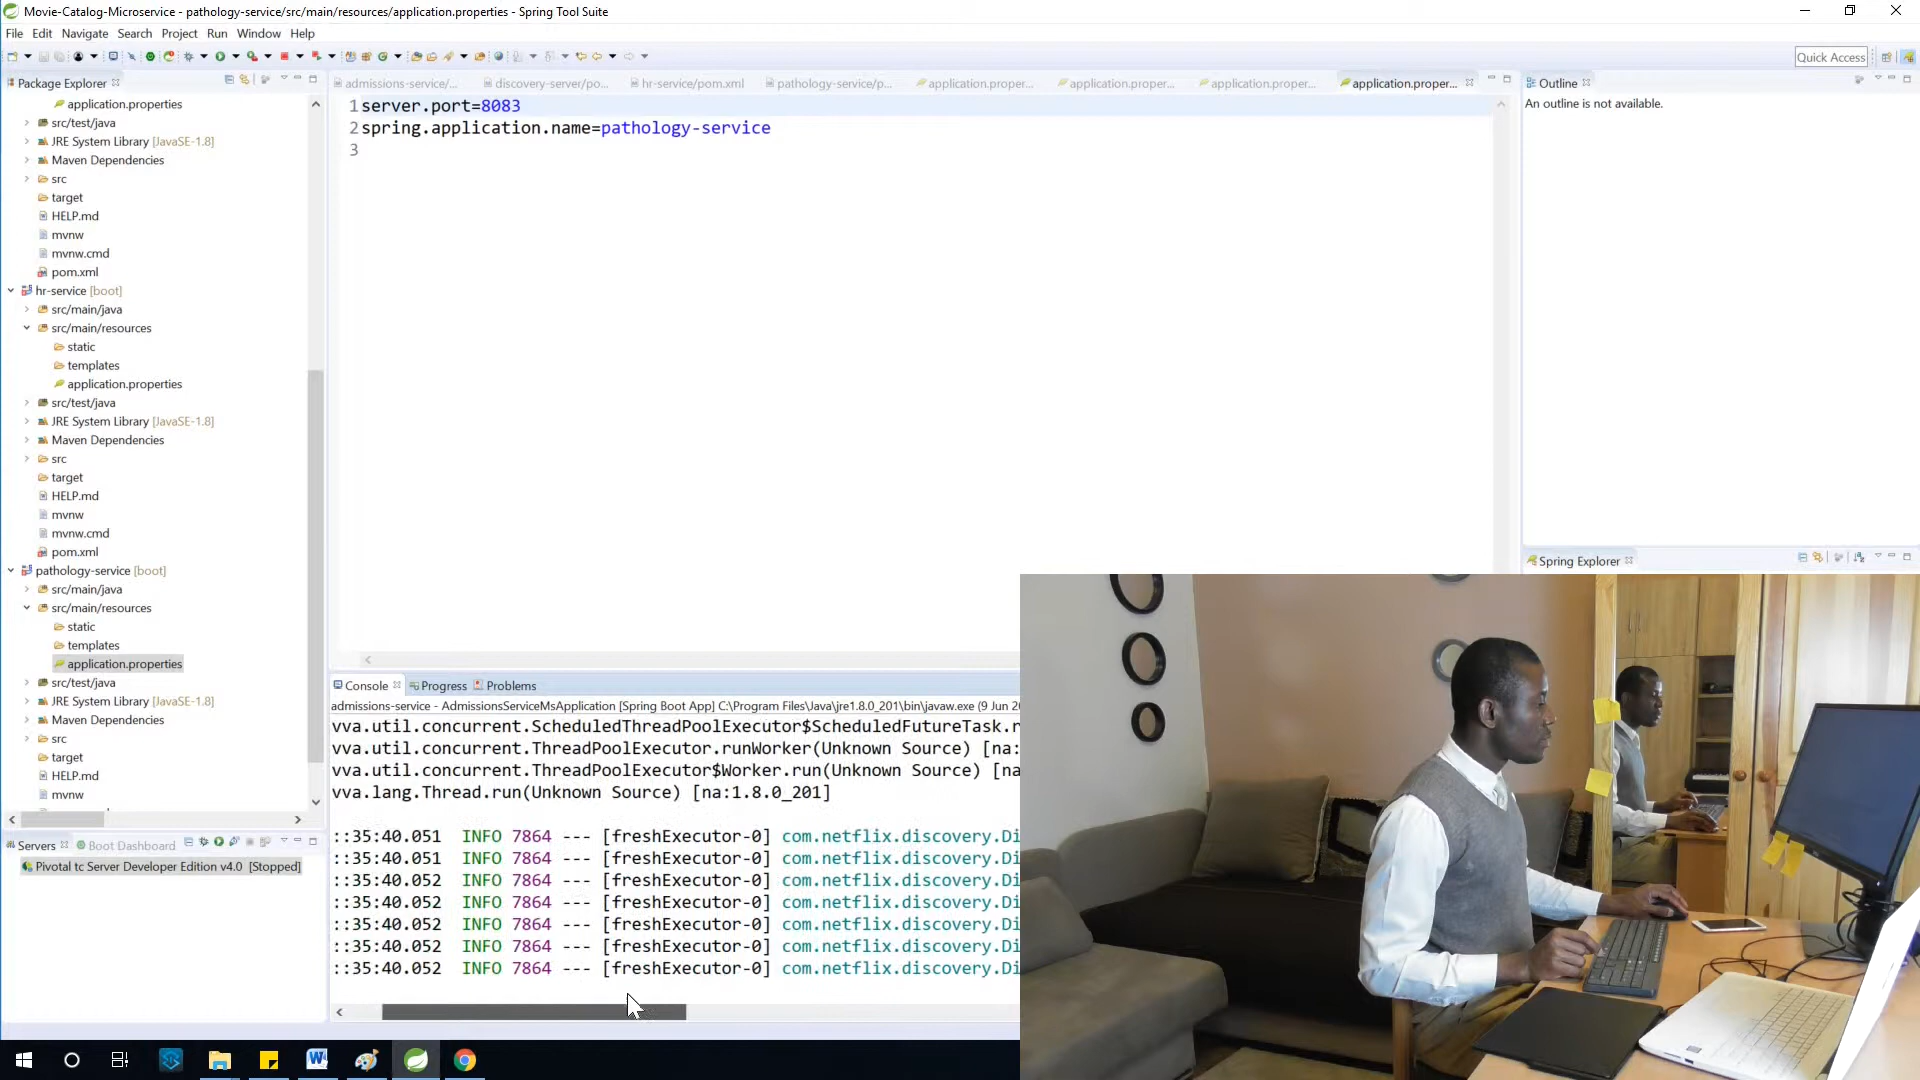 Movie-Catalog-Microservice - pathology-service/src/main/resources/application.properties - Spring Tool Suite
File Edit Navigate Search Project Run Window Help
Quick Access
Package Explorer
application.properties
src/test/java
JRE System Library [JavaSE-1.8]
Maven Dependencies
src
target
HELP.md
mvnw
mvnw.cmd
pom.xml
hr-service [boot]
src/main/java
src/main/resources
static
templates
application.properties
src/test/java
JRE System Library [JavaSE-1.8]
Maven Dependencies
src
target
HELP.md
mvnw
mvnw.cmd
pom.xml
pathology-service [boot]
src/main/java
src/main/resources
static
templates
application.properties
src/test/java
JRE System Library [JavaSE-1.8]
Maven Dependencies
src
target
HELP.md
mvnw
Servers Boot Dashboard
Pivotal tc Server Developer Edition v4.0 [Stopped]
admissions-service/... discovery-server/po... hr-service/pom.xml pathology-service/p... application.proper... application.proper... application.proper... application.proper...
1 server.port=8083
2 spring.application.name=pathology-service
3
Console Progress Problems
admissions-service - AdmissionsServiceMsApplication [Spring Boot App] C:\Program Files\Java\jre1.8.0_201\bin\javaw.exe (9 Jun 2
vva.util.concurrent.ScheduledThreadPoolExecutor$ScheduledFutureTask.r
vva.util.concurrent.ThreadPoolExecutor.runWorker(Unknown Source) [na:
vva.util.concurrent.ThreadPoolExecutor$Worker.run(Unknown Source) [na
vva.lang.Thread.run(Unknown Source) [na:1.8.0_201]
::35:40.051 INFO 7864 --- [freshExecutor-0] com.netflix.discovery.Di
::35:40.051 INFO 7864 --- [freshExecutor-0] com.netflix.discovery.Di
::35:40.052 INFO 7864 --- [freshExecutor-0] com.netflix.discovery.Di
::35:40.052 INFO 7864 --- [freshExecutor-0] com.netflix.discovery.Di
::35:40.052 INFO 7864 --- [freshExecutor-0] com.netflix.discovery.Di
::35:40.052 INFO 7864 --- [freshExecutor-0] com.netflix.discovery.Di
::35:40.052 INFO 7864 --- [freshExecutor-0] com.netflix.discovery.Di
Outline
An outline is not available.
Spring Explorer